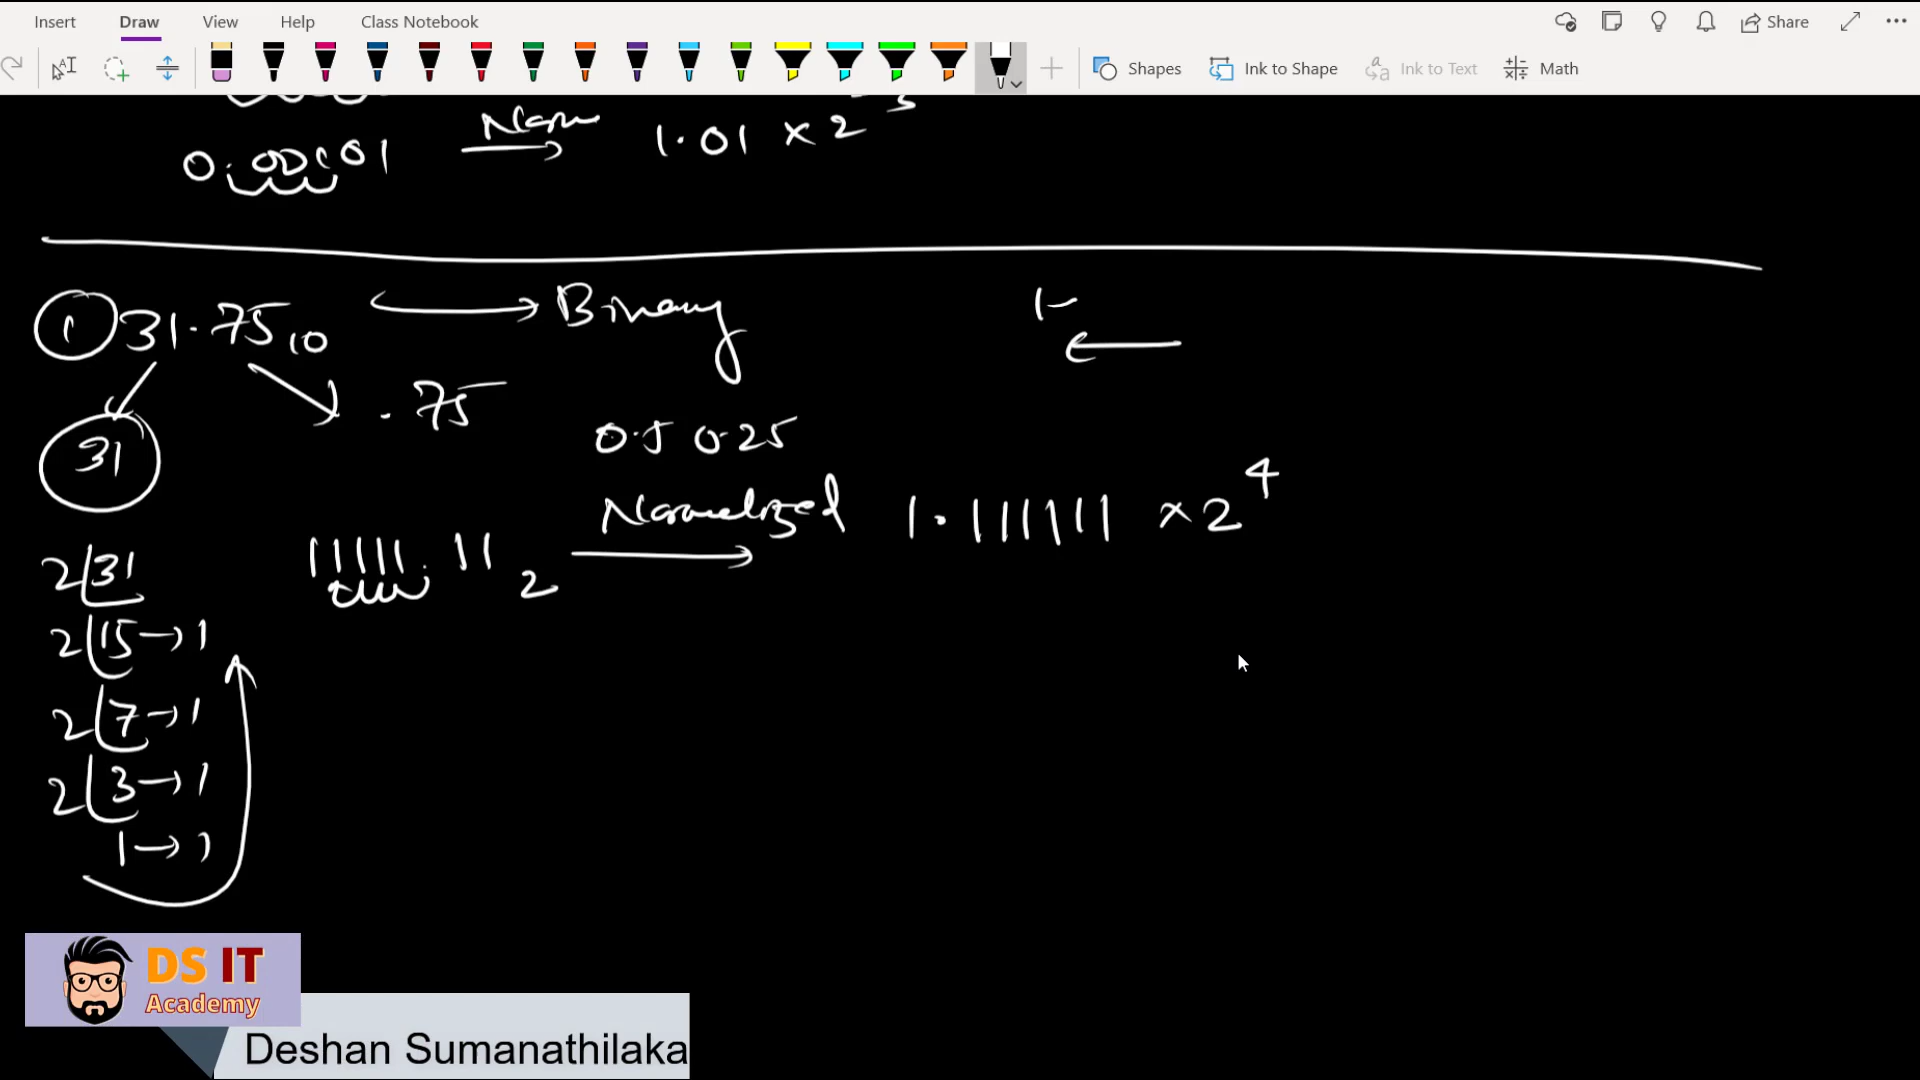 Insert Draw View Help Class Notebook Share
Shapes Ink to Shape Ink to Text Math
0.00001 Norm 1.01 × 2⁻³
1 31.75₁₀ Binary 1-
31 .75
0.5 0.25
11111.11₂ Normalized 1.111111 × 2⁴
2 31
2 15 → 1
2 7 → 1
2 3 → 1
1 → 1
DS IT
Academy
Deshan Sumanathilaka